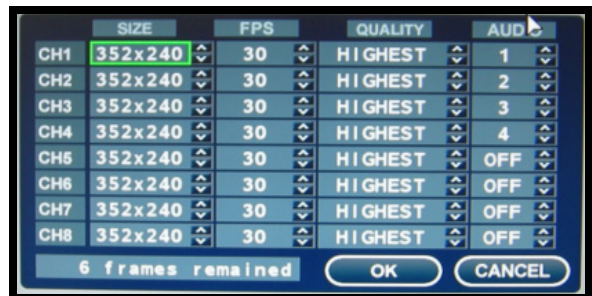 SIZE FPS QUALITY AUDIO
CH1 352x240 30 HIGHEST 1
CH2 352x240 30 HIGHEST 2
CH3 352x240 30 HIGHEST 3
CH4 352x240 30 HIGHEST 4
CH5 352x240 30 HIGHEST OFF
CH6 352x240 30 HIGHEST OFF
CH7 352x240 30 HIGHEST OFF
CH8 352x240 30 HIGHEST OFF
6 frames remained OK CANCEL